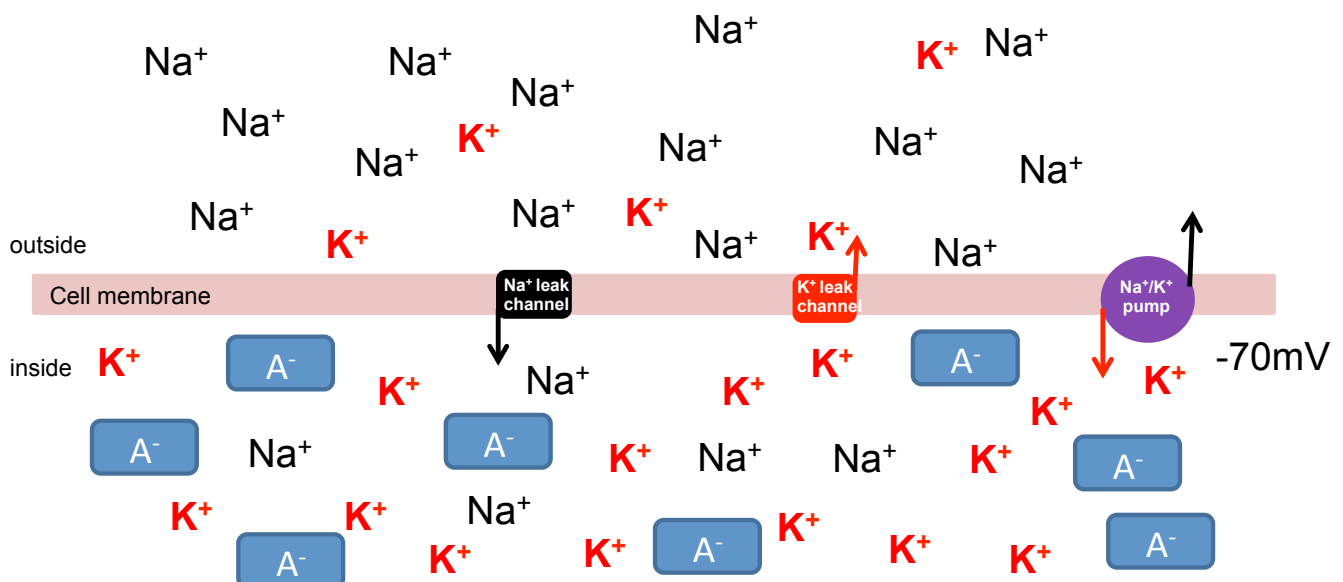 Na⁺ Na⁺ Na⁺ K⁺ Na⁺
Na⁺ Na⁺
Na⁺ K⁺ Na⁺ Na⁺
Na⁺ Na⁺
Na⁺ Na⁺ K⁺
outside K⁺ Na⁺ K⁺ Na⁺
Cell membrane
Na⁺ leak
channel
K⁺ leak
channel
Na⁺/K⁺
pump
inside K⁺ A⁻ K⁺ A⁻ -70mV
K⁺ Na⁺ K⁺ K⁺
K⁺
A⁻ Na⁺ A⁻ K⁺ Na⁺ Na⁺ K⁺ A⁻
K⁺ K⁺ Na⁺ K⁺ A⁻
A⁻ K⁺ K⁺ A⁻ K⁺ K⁺